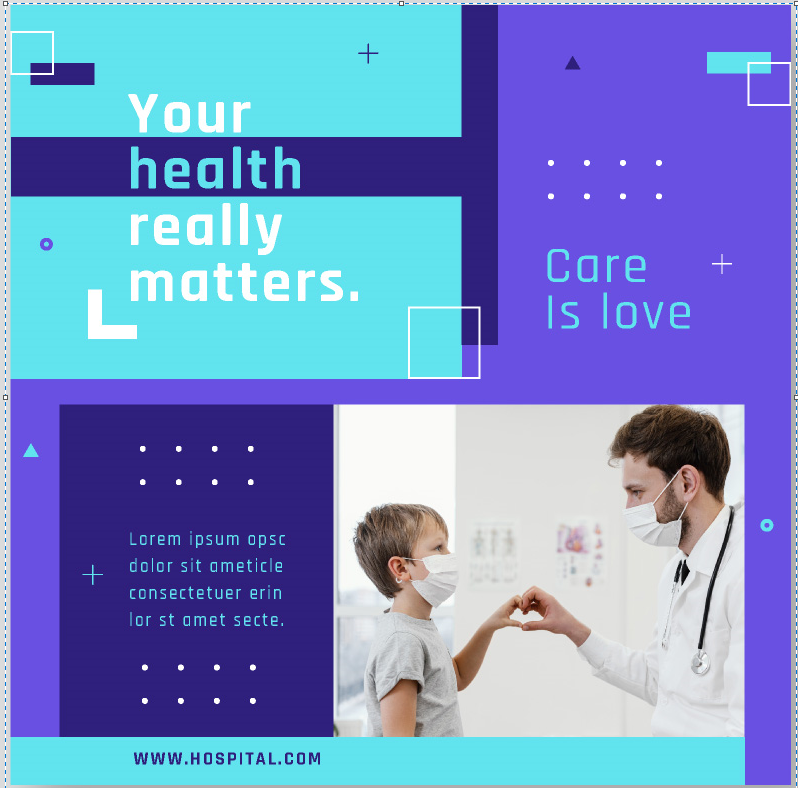 Your
health
really
matters.
Care
Is love
Lorem ipsum opsc
dolor sit ameticle
consectetuer erin
lor st amet secte.
WWW.HOSPITAL.COM